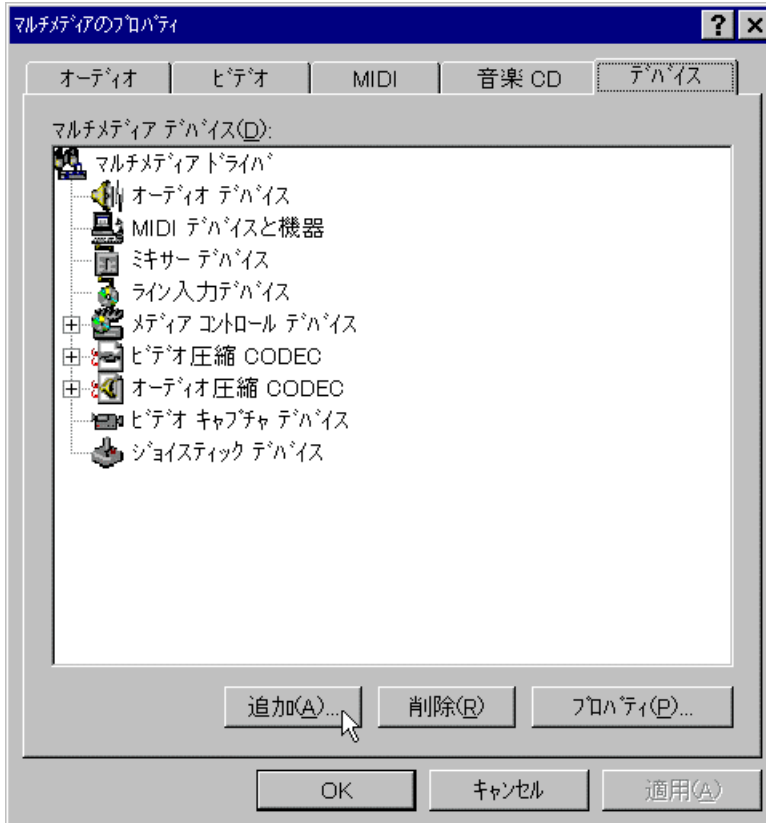 ﾏﾙﾁﾒﾃﾞｨｱのﾌﾟﾛﾊﾟﾃｨ
ｵｰﾃﾞｨｵ ﾋﾞﾃﾞｵ MIDI 音楽 CD ﾃﾞﾊﾞｲｽ
ﾏﾙﾁﾒﾃﾞｨｱ ﾃﾞﾊﾞｲｽ(D):
ﾏﾙﾁﾒﾃﾞｨｱ ﾄﾞﾗｲﾊﾞ
ｵｰﾃﾞｨｵ ﾃﾞﾊﾞｲｽ
MIDI ﾃﾞﾊﾞｲｽと機器
ﾐｷｻｰ ﾃﾞﾊﾞｲｽ
ﾗｲﾝ入力ﾃﾞﾊﾞｲｽ
ﾒﾃﾞｨｱ ｺﾝﾄﾛｰﾙ ﾃﾞﾊﾞｲｽ
ﾋﾞﾃﾞｵ圧縮 CODEC
ｵｰﾃﾞｨｵ圧縮 CODEC
ﾋﾞﾃﾞｵ ｷｬﾌﾟﾁｬ ﾃﾞﾊﾞｲｽ
ｼﾞｮｲｽﾃｨｯｸ ﾃﾞﾊﾞｲｽ
追加(A)... 削除(R) ﾌﾟﾛﾊﾟﾃｨ(P)...
OK ｷｬﾝｾﾙ 適用(A)